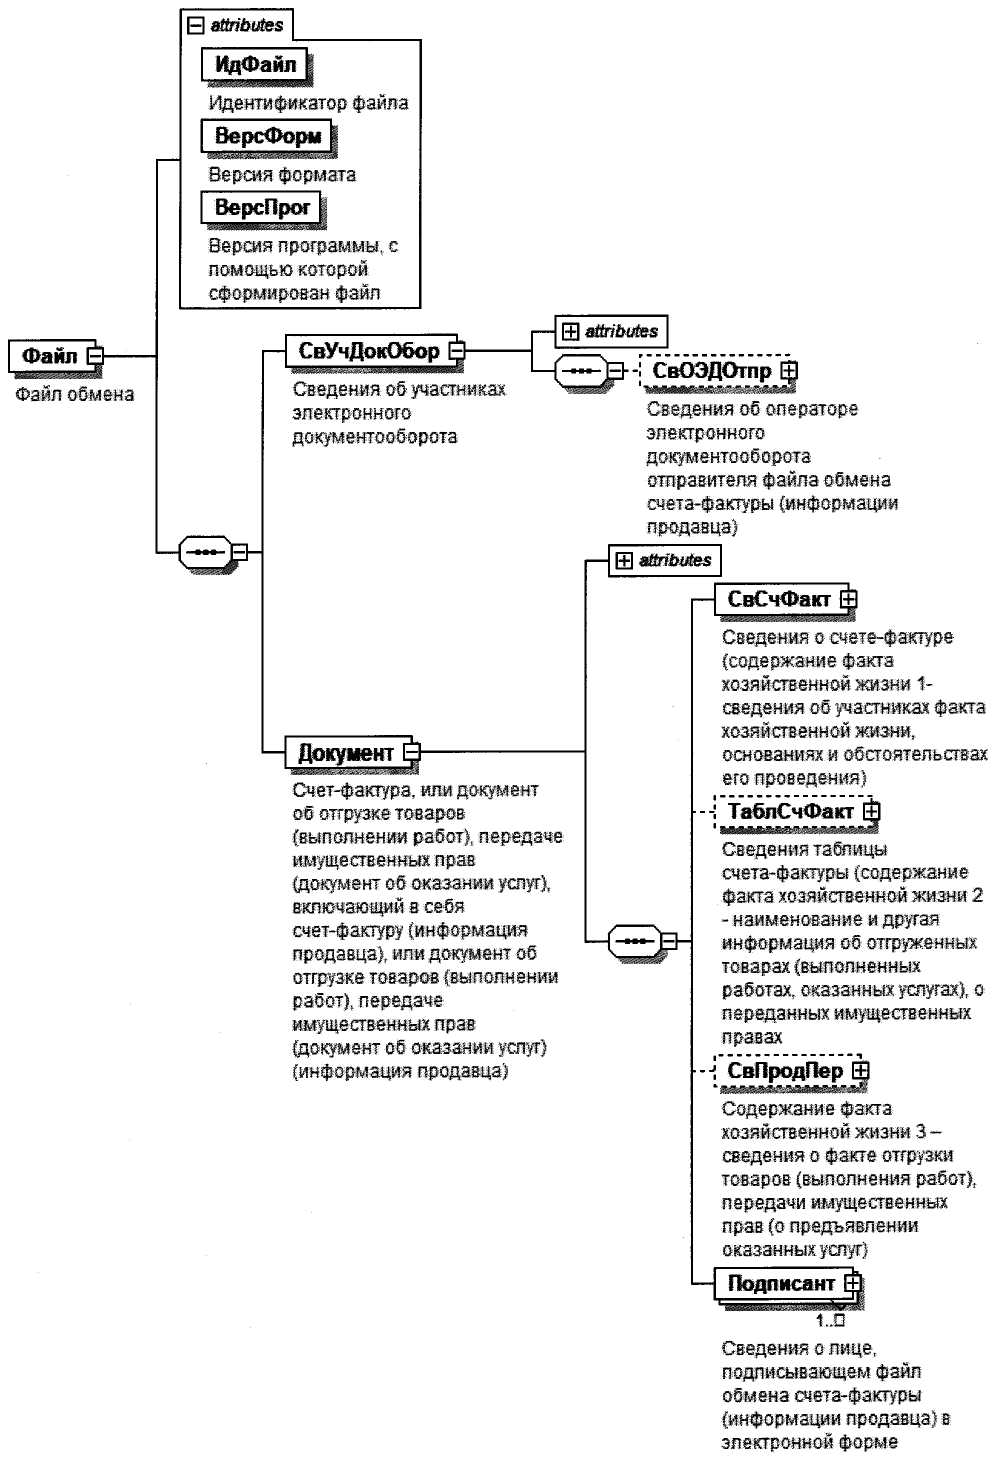 attributes
ИдФайл
Идентификатор файла
ВерсФорм
Версия формата
ВерсПрог
Версия программы, с
помощью которой
сформирован файл
Файл
Файл обмена
СвУчДокОбор
Сведения об участниках
электронного
документооборота
attributes
СвОЭДОтпр
Сведения об операторе
электронного
документооборота
отправителя файла обмена
счета-фактуры (информации
продавца)
Документ
Счет-фактура, или документ
об отгрузке товаров
(выполнении работ), передаче
имущественных прав
(документ об оказании услуг),
включающий в себя
счет-фактуру (информация
продавца), или документ об
отгрузке товаров (выполнении
работ), передаче
имущественных прав
(документ об оказании услуг)
(информация продавца)
attributes
СвСчФакт
Сведения о счете-фактуре
(содержание факта
хозяйственной жизни 1-
сведения об участниках факта
хозяйственной жизни,
основаниях и обстоятельствах
его проведения)
ТаблСчФакт
Сведения таблицы
счета-фактуры (содержание
факта хозяйственной жизни 2
- наименование и другая
информация об отгруженных
товарах (выполненных
работах, оказанных услугах), о
переданных имущественных
правах
СвПродПер
Содержание факта
хозяйственной жизни 3 –
сведения о факте отгрузки
товаров (выполнения работ),
передачи имущественных
прав (о предъявлении
оказанных услуг)
Подписант
1..□
Сведения о лице,
подписывающем файл
обмена счета-фактуры
(информации продавца) в
электронной форме